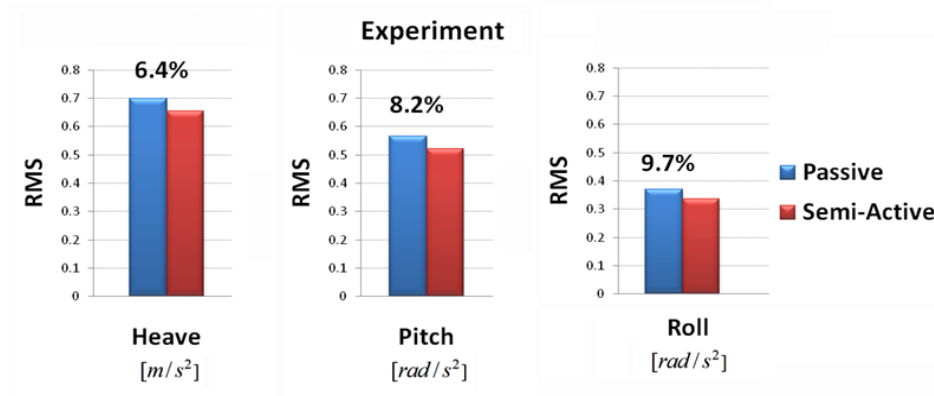 Experiment
6.4%
0.8
0.7
0.6
0.5
0.4
0.3
0.2
0.1
0
RMS
Heave
[m/s²]
8.2%
0.8
0.7
0.6
0.5
0.4
0.3
0.2
0.1
0
RMS
Pitch
[rad/s²]
9.7%
0.8
0.7
0.6
0.5
0.4
0.3
0.2
0.1
0
RMS
Roll
[rad/s²]
Passive
Semi-Active